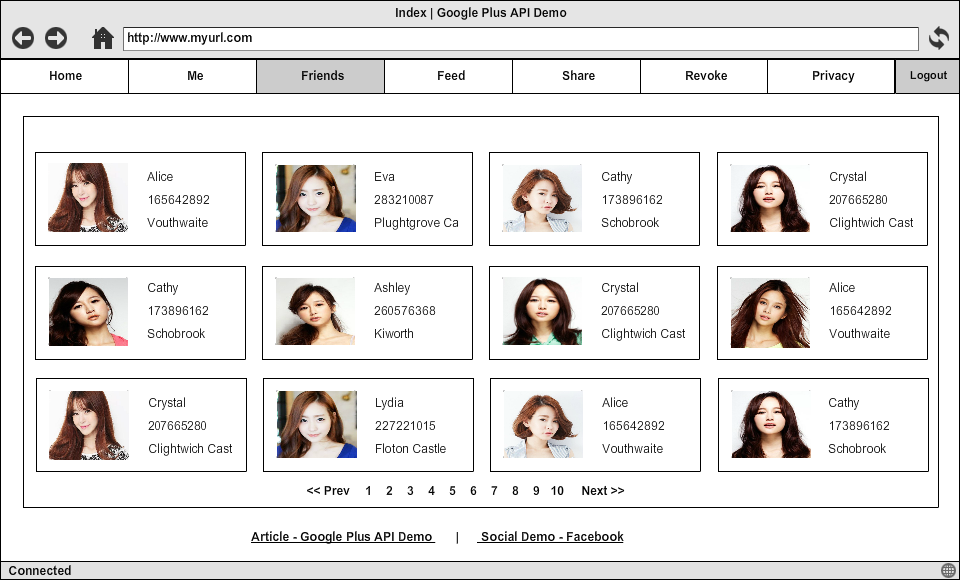 Index | Google Plus API Demo
http://www.myurl.com
Home Me Friends Feed Share Revoke Privacy Logout
Alice
165642892
Vouthwaite
Eva
283210087
Plughtgrove Ca
Cathy
173896162
Schobrook
Crystal
207665280
Clightwich Cast
Cathy
173896162
Schobrook
Ashley
260576368
Kiworth
Crystal
207665280
Clightwich Cast
Alice
165642892
Vouthwaite
Crystal
207665280
Clightwich Cast
Lydia
227221015
Floton Castle
Alice
165642892
Vouthwaite
Cathy
173896162
Schobrook
<< Prev 1 2 3 4 5 6 7 8 9 10 Next >>
Article - Google Plus API Demo | Social Demo - Facebook
Connected